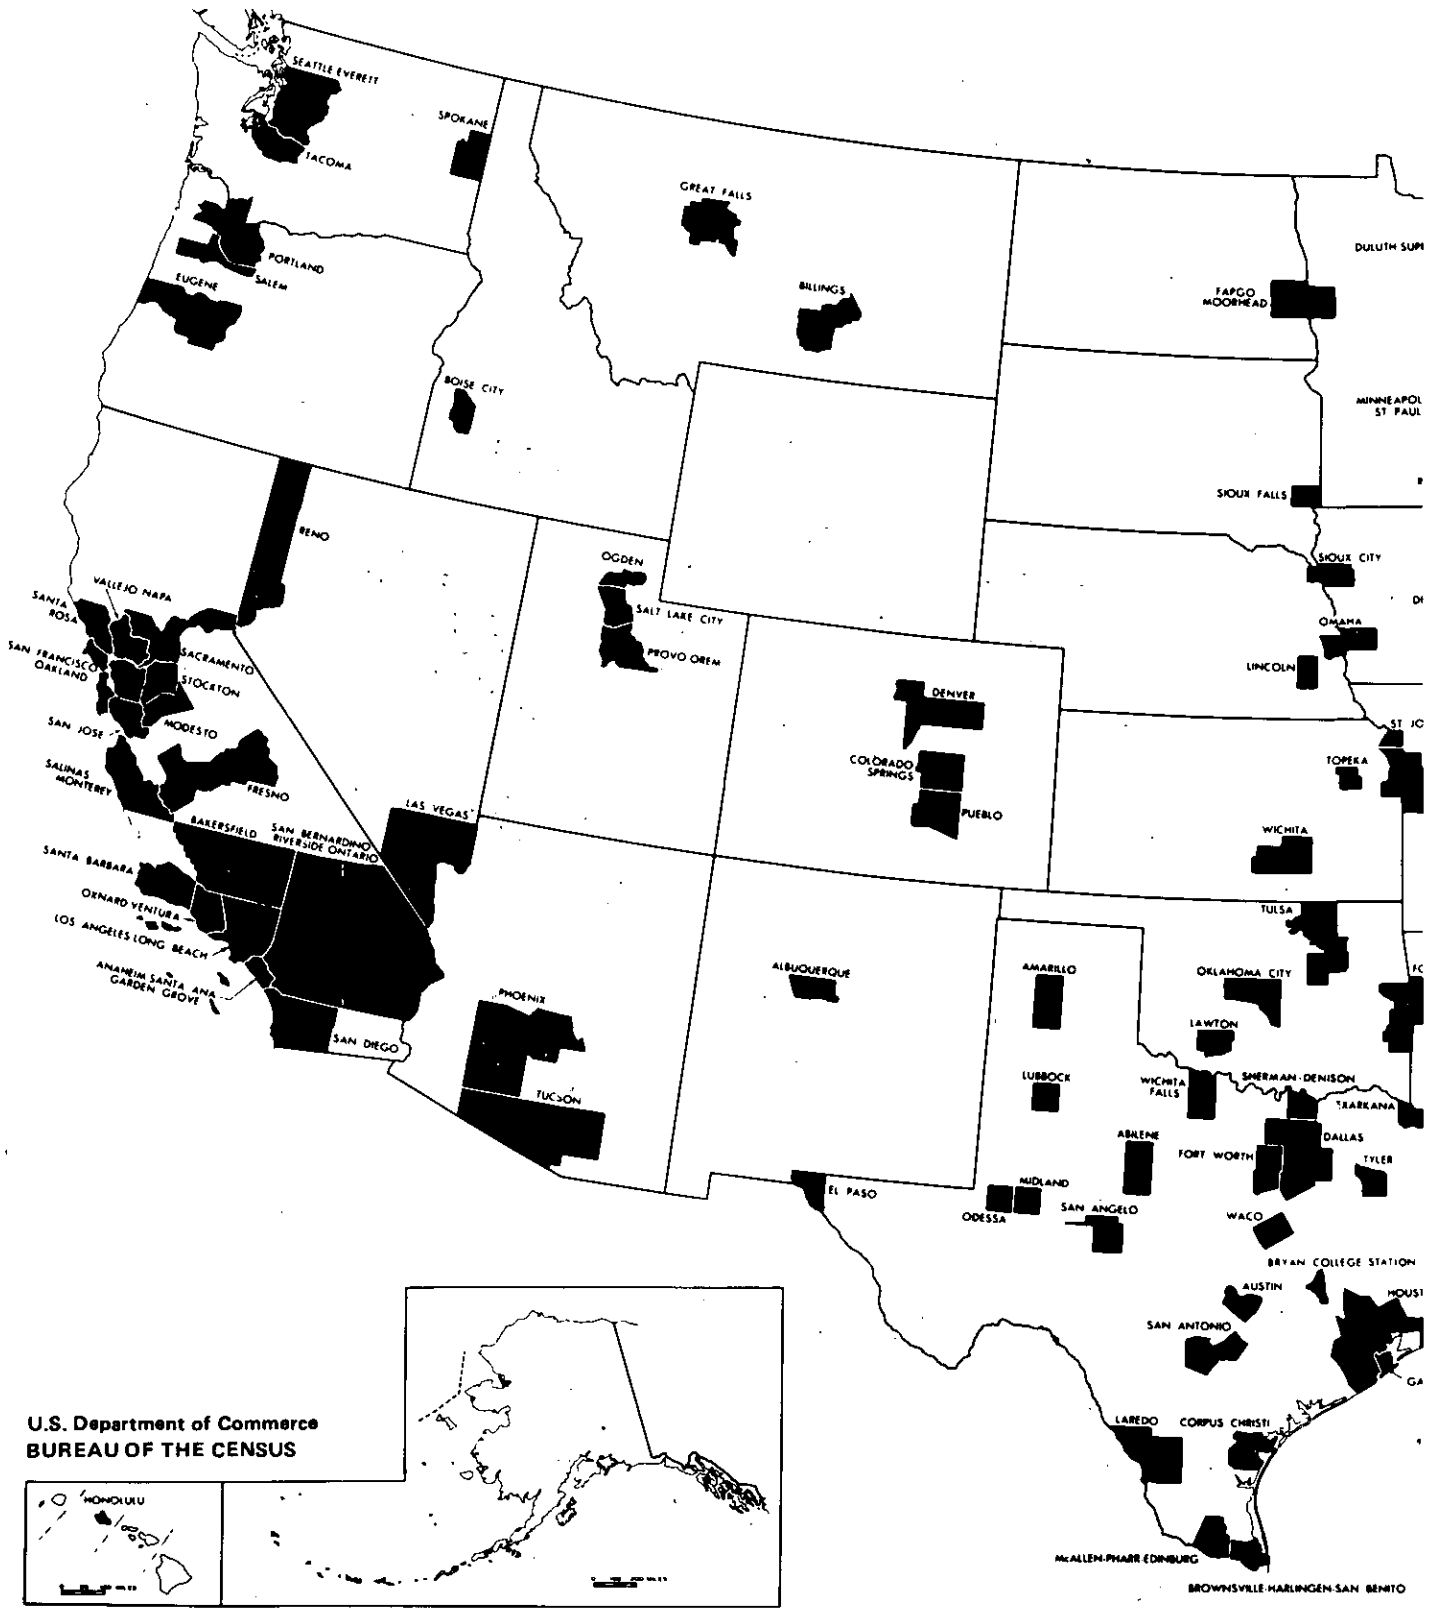 SEATTLE EVERETT
SPOKANE
TACOMA
GREAT FALLS
DULUTH SUP
PORTLAND
SALEM
EUGENE
BILLINGS
FARGO
MOORHEAD
BOISE CITY
MINNEAPOL
ST PAUL
SIOUX FALLS
RENO
OGDEN
SIOUX CITY
VALLEJO NAPA
SANTA
ROSA
SALT LAKE CITY
OMAHA
SAN FRANCISCO
OAKLAND
SACRAMENTO
PROVO OREM
LINCOLN
STOCKTON
DENVER
SAN JOSE
MODESTO
ST JO
COLORADO
SPRINGS
TOPEKA
SALINAS
MONTEREY
FRESNO
LAS VEGAS
PUEBLO
BAKERSFIELD
SAN BERNARDINO
RIVERSIDE ONTARIO
WICHITA
SANTA BARBARA
OXNARD VENTURA
TULSA
LOS ANGELES LONG BEACH
ANAHEIM SANTA ANA
GARDEN GROVE
ALBUQUERQUE
AMARILLO
OKLAHOMA CITY
FO
PHOENIX
LAWTON
SAN DIEGO
LUBBOCK
WICHITA
FALLS
SHERMAN-DENISON
TUCSON
EXARKANA
ABILENE
DALLAS
FORT WORTH
TYLER
EL PASO
MIDLAND
ODESSA
SAN ANGELO
WACO
BRYAN COLLEGE STATION
AUSTIN
HOUST
SAN ANTONIO
GA
U.S. Department of Commerce
BUREAU OF THE CENSUS
LAREDO
CORPUS CHRISTI
HONOLULU
McALLEN-PHARR-EDINBURG
BROWNSVILLE-HARLINGEN-SAN BENITO